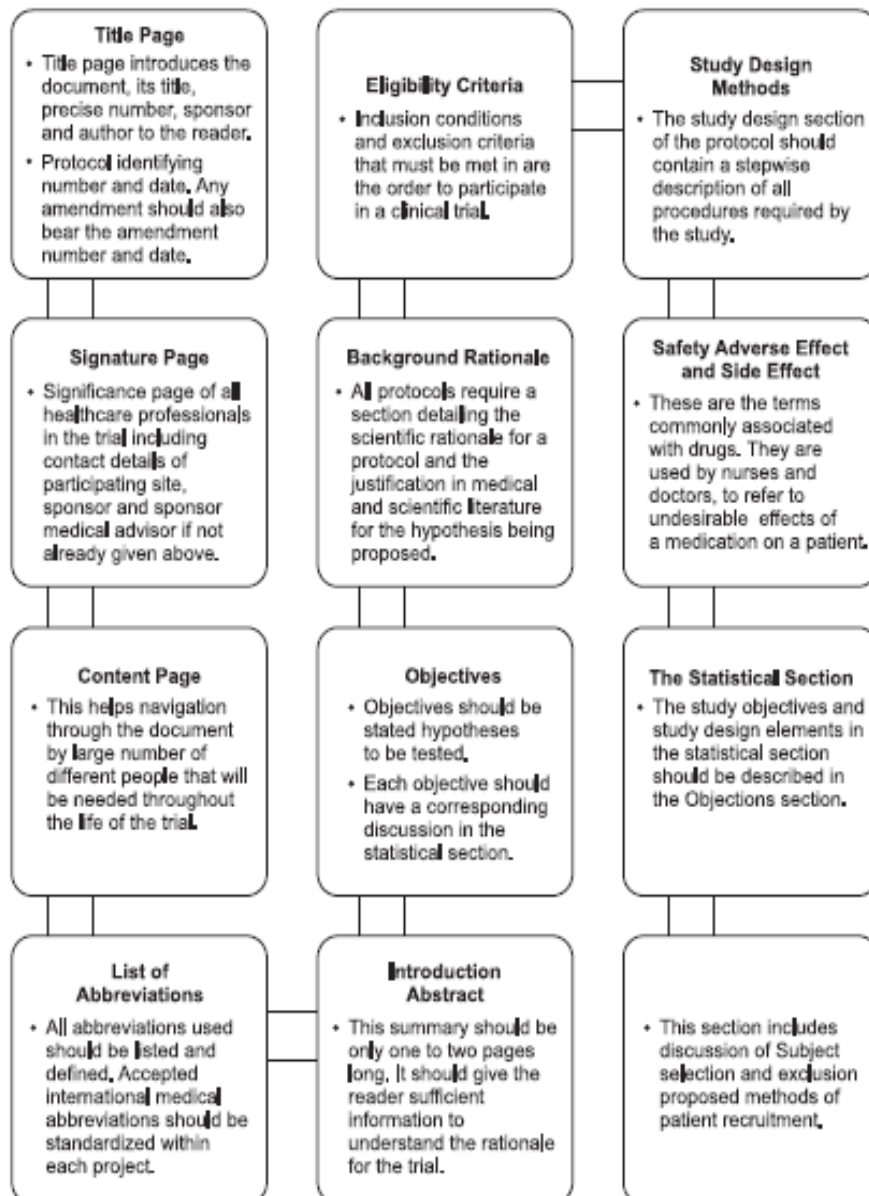 Title Page
• Title page introduces the
document, its title,
precise number, sponsor
and author to the reader.
• Protocol identifying
number and date. Any
amendment should also
bear the amendment
number and date.
Signature Page
• Significance page of all
healthcare professionals
in the trial including
contact details of
participating site,
sponsor and sponsor
medical advisor if not
already given above.
Content Page
• This helps navigation
through the document
by large number of
different people that will
be needed throughout
the life of the trial.
List of
Abbreviations
• All abbreviations used
should be listed and
defined. Accepted
international medical
abbreviations should be
standardized within
each project.
Eligibility Criteria
• Inclusion conditions
and exclusion criteria
that must be met in are
the order to participate
in a clinical trial.
Background Rationale
• All protocols require a
section detailing the
scientific rationale for a
protocol and the
justification in medical
and scientific literature
for the hypothesis being
proposed.
Objectives
• Objectives should be
stated hypotheses
to be tested.
• Each objective should
have a corresponding
discussion in the
statistical section.
Introduction
Abstract
• This summary should be
only one to two pages
long. It should give the
reader sufficient
information to
understand the rationale
for the trial.
Study Design
Methods
• The study design section
of the protocol should
contain a stepwise
description of all
procedures required by
the study.
Safety Adverse Effect
and Side Effect
• These are the terms
commonly associated
with drugs. They are
used by nurses and
doctors, to refer to
undesirable effects of
a medication on a patient.
The Statistical Section
• The study objectives and
study design elements in
the statistical section
should be described in
the Objections section.
• This section includes
discussion of Subject
selection and exclusion
proposed methods of
patient recruitment.